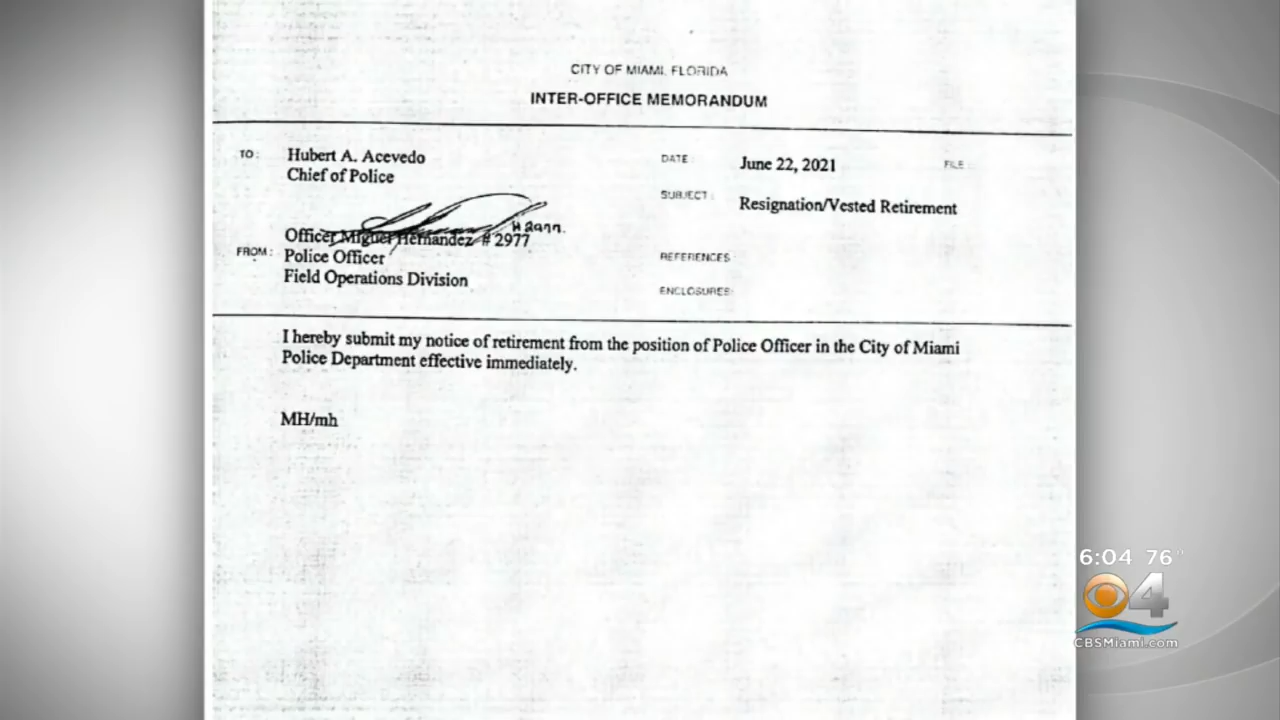 CITY OF MIAMI, FLORIDA
INTER-OFFICE MEMORANDUM
TO:
Hubert A. Acevedo
Chief of Police
DATE:
June 22, 2021
FILE:
SUBJECT:
Resignation/Vested Retirement
# 2977.
Officer Miguel Hernandez # 2977
FROM:
Police Officer
Field Operations Division
REFERENCES:
ENCLOSURES:
I hereby submit my notice of retirement from the position of Police Officer in the City of Miami
Police Department effective immediately.
MH/mh
6:04 76°
4
CBSMiami.com